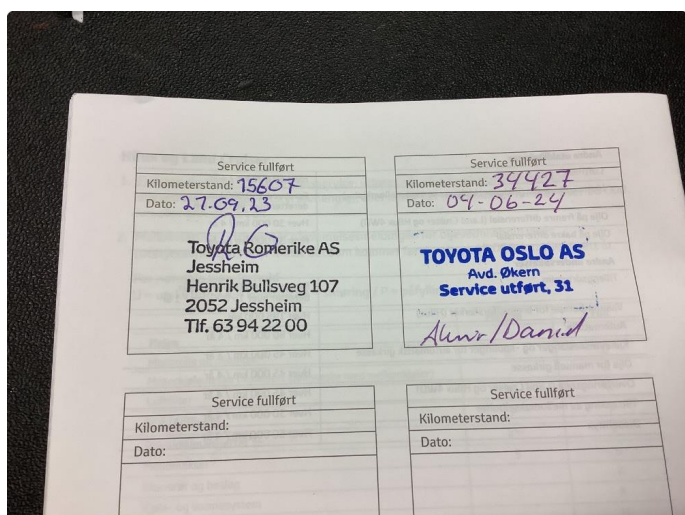 Service fullført
Kilometerstand: 15607
Dato: 27.09.23
Toyota Romerike AS
Jessheim
Henrik Bullsveg 107
2052 Jessheim
Tlf. 63 94 22 00
Service fullført
Kilometerstand: 34427
Dato: 04-06-24
TOYOTA OSLO AS
Avd. Økern
Service utført, 31
Service fullført
Kilometerstand:
Dato:
Service fullført
Kilometerstand:
Dato: